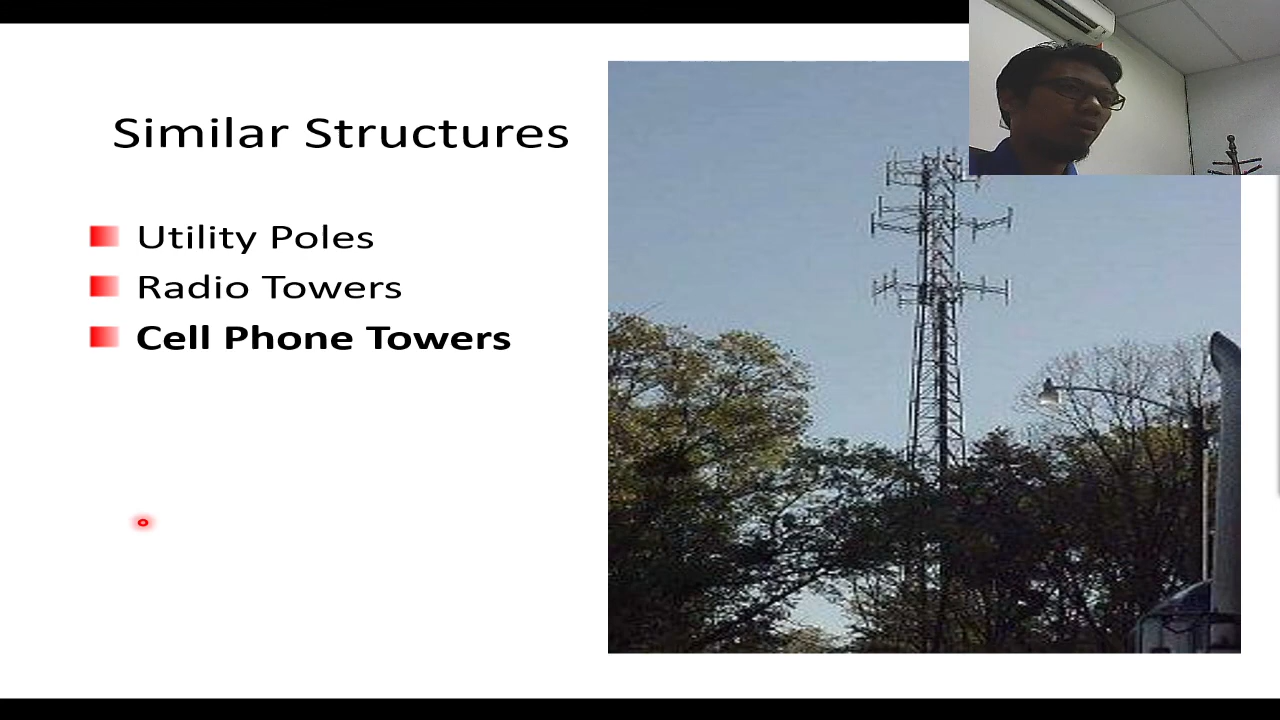 Similar Structures
Utility Poles
Radio Towers
Cell Phone Towers